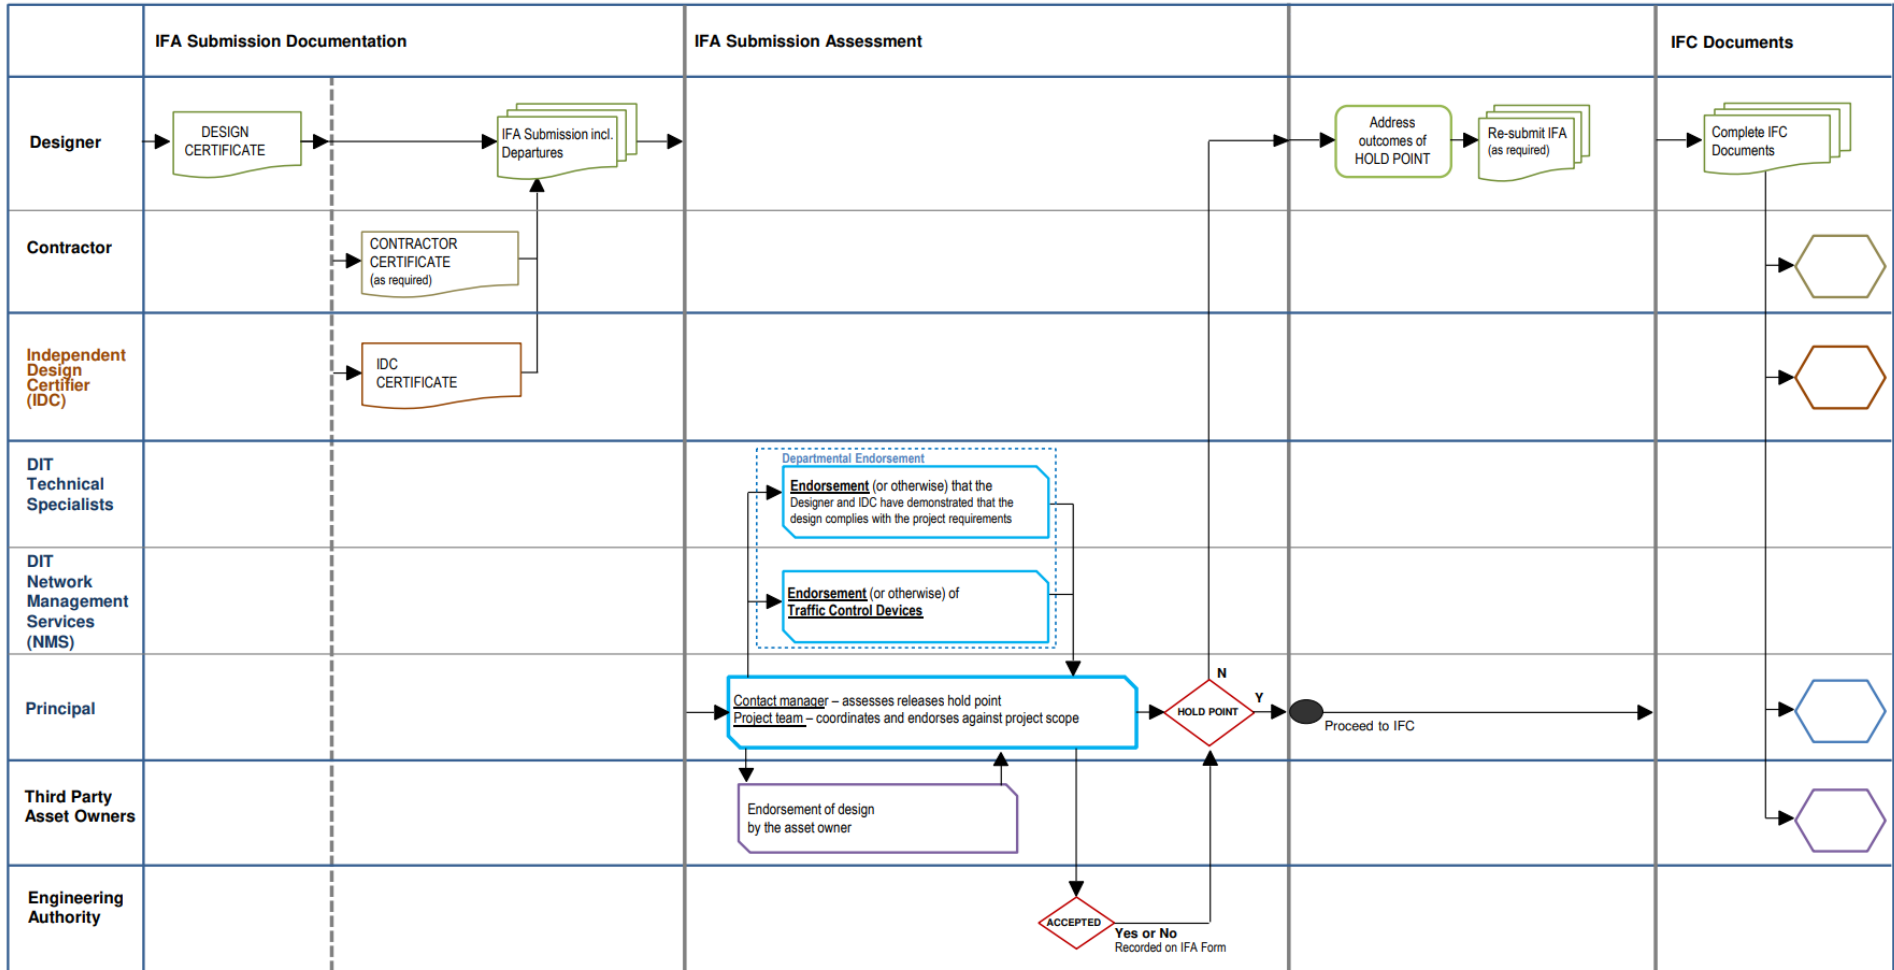 IFA Submission Documentation
IFA Submission Assessment
IFC Documents
Designer
DESIGN
CERTIFICATE
IFA Submission incl.
Departures
Address
outcomes of
HOLD POINT
Re-submit IFA
(as required)
Complete IFC
Documents
Contractor
CONTRACTOR
CERTIFICATE
(as required)
Independent
Design
Certifier
(IDC)
IDC
CERTIFICATE
DIT
Technical
Specialists
Departmental Endorsement
Endorsement (or otherwise) that the
Designer and IDC have demonstrated that the
design complies with the project requirements
DIT
Network
Management
Services
(NMS)
Endorsement (or otherwise) of
Traffic Control Devices
Principal
Contact manager – assesses releases hold point
Project team – coordinates and endorses against project scope
HOLD POINT
N
Y
Proceed to IFC
Third Party
Asset Owners
Endorsement of design
by the asset owner
Engineering
Authority
ACCEPTED
Yes or No
Recorded on IFA Form